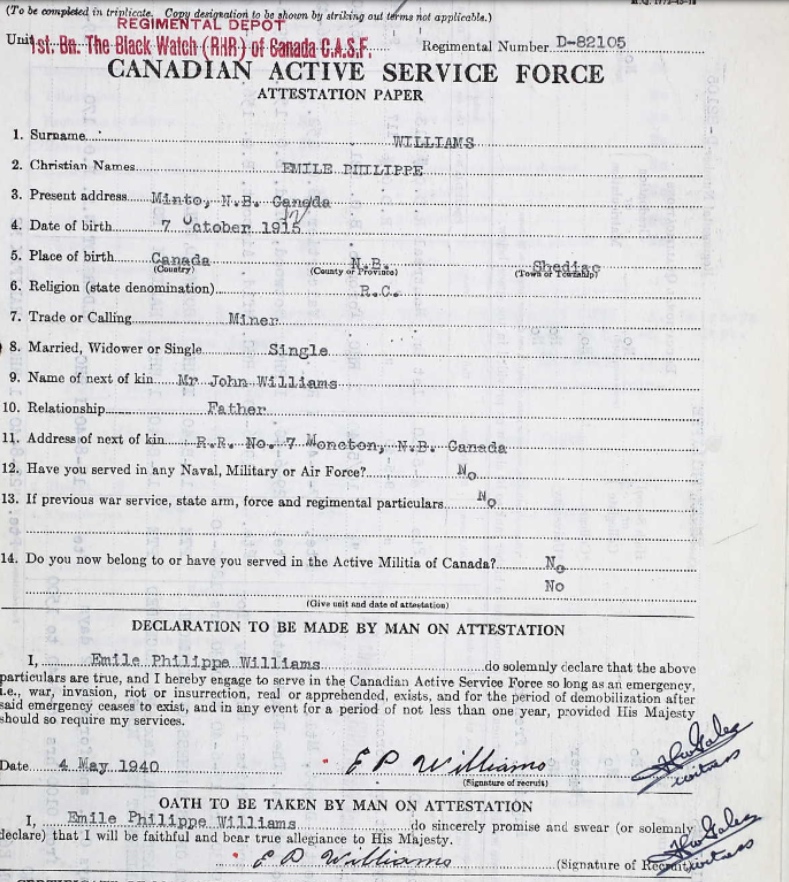 (To be completed in triplicate. Copy designation to be shown by striking out terms not applicable.)
REGIMENTAL DEPOT
Unit 1st. Bn. The Black Watch (RHR) of Canada C.A.S.F. Regimental Number D-82105
CANADIAN ACTIVE SERVICE FORCE
ATTESTATION PAPER
1. Surname WILLIAMS
2. Christian Names EMILE PHILIPPE
3. Present address Minto, N.B. Canada
4. Date of birth 7 October 1915
5. Place of birth Canada N.B. Shediac
(Country) (County or Province) (Town or Township)
6. Religion (state denomination) R.C.
7. Trade or Calling Miner
8. Married, Widower or Single Single
9. Name of next of kin Mr John Williams
10. Relationship Father
11. Address of next of kin R.R. No. 7 Moncton, N.B. Canada
12. Have you served in any Naval, Military or Air Force? No
13. If previous war service, state arm, force and regimental particulars No
14. Do you now belong to or have you served in the Active Militia of Canada? No
No
(Give unit and date of attestation)
DECLARATION TO BE MADE BY MAN ON ATTESTATION
I, Emile Philippe Williams do solemnly declare that the above
particulars are true, and I hereby engage to serve in the Canadian Active Service Force so long as an emergency,
i.e., war, invasion, riot or insurrection, real or apprehended, exists, and for the period of demobilization after
said emergency ceases to exist, and in any event for a period of not less than one year, provided His Majesty
should so require my services.
Date 4 May 1940 E P Williams
(Signature of recruit)
witness
OATH TO BE TAKEN BY MAN ON ATTESTATION
I, Emile Philippe Williams do sincerely promise and swear (or solemnly
declare) that I will be faithful and bear true allegiance to His Majesty.
E P Williams (Signature of Recruit) witness